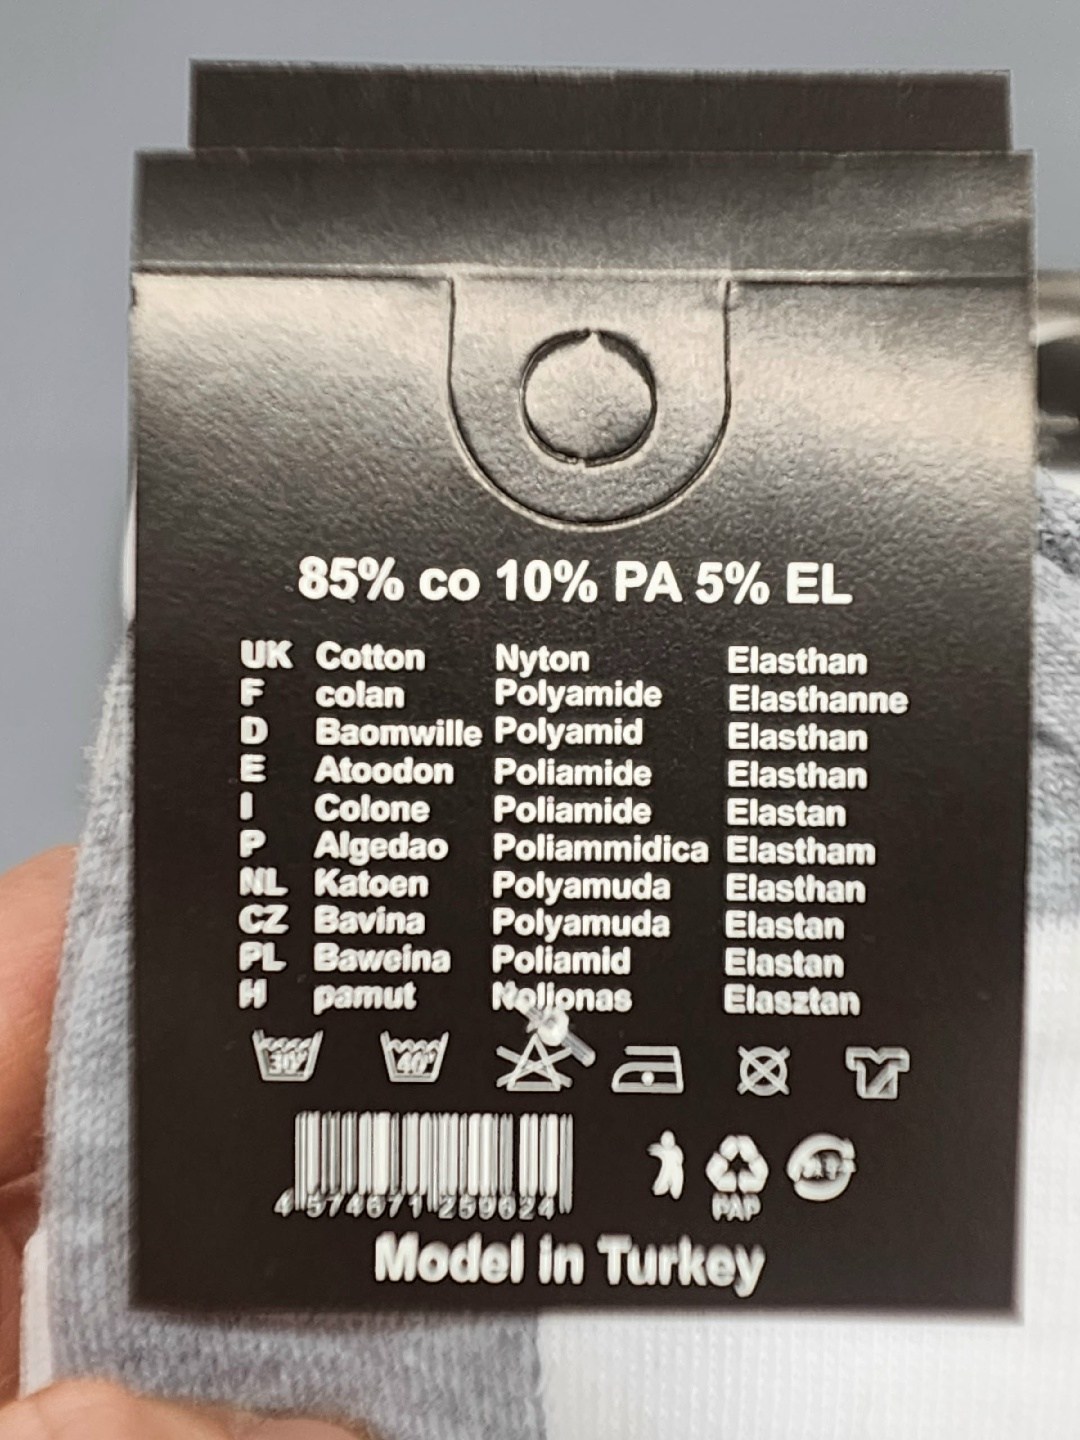 85% co 10% PA 5% EL
UK Cotton Nyton Elasthan
F colan Polyamide Elasthanne
D Baomwille Polyamid Elasthan
E Atoodon Poliamide Elasthan
I Colone Poliamide Elastan
P Algedao Poliammidica Elastham
NL Katoen Polyamuda Elasthan
CZ Bavina Polyamuda Elastan
PL Baweina Poliamid Elastan
H pamut Elasztan
30° 40°
4 574671 259624
PAP
Model in Turkey